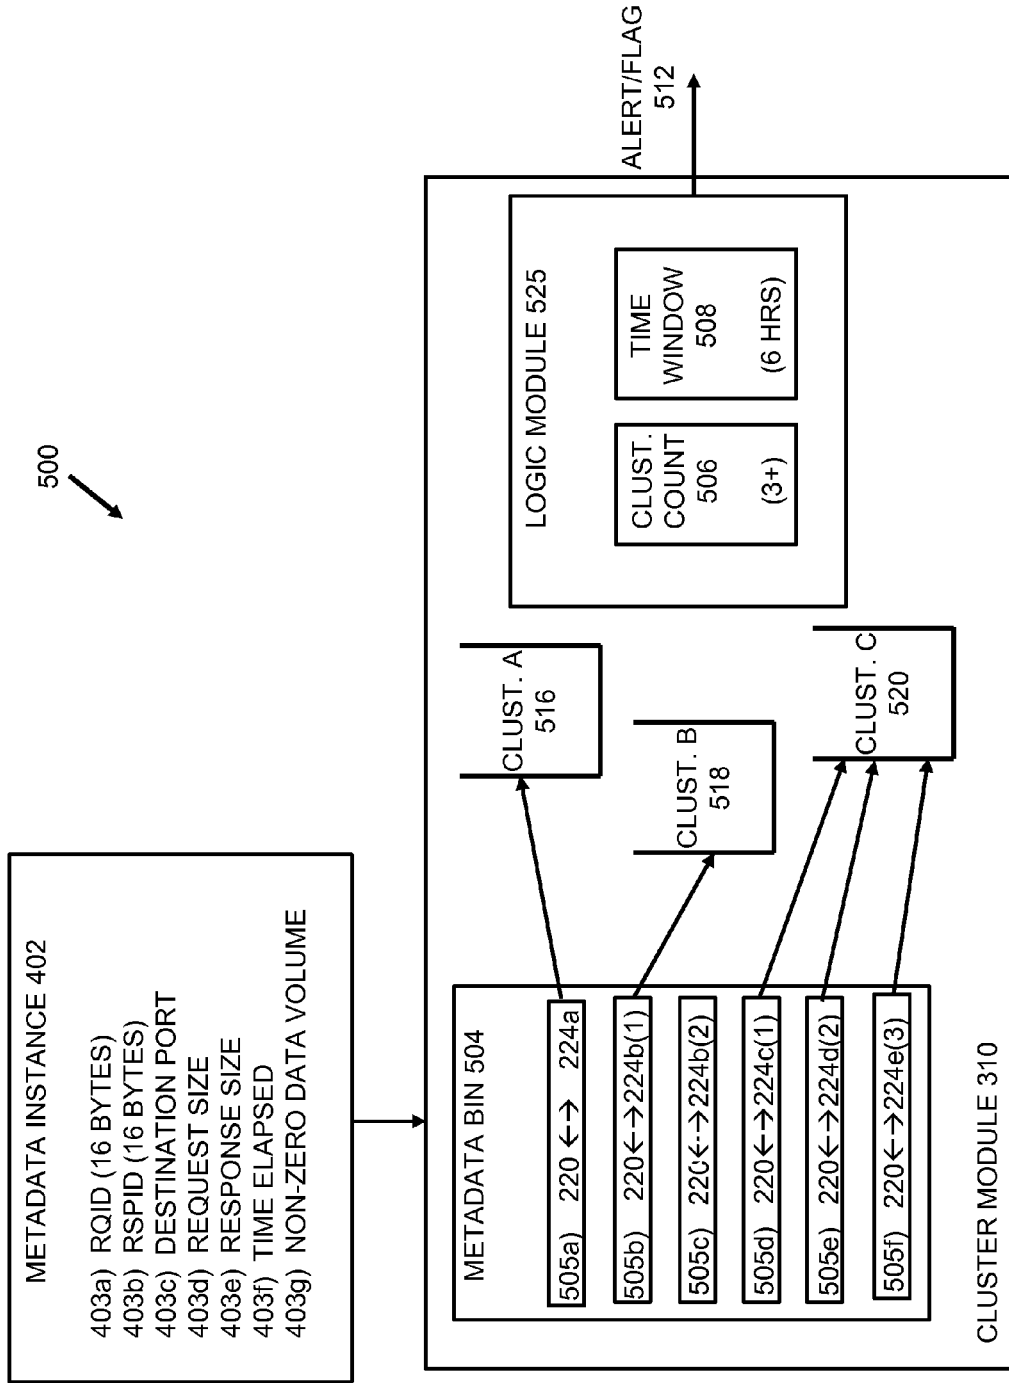 500
METADATA INSTANCE 402
403a) RQID (16 BYTES)
403b) RSPID (16 BYTES)
403c) DESTINATION PORT
403d) REQUEST SIZE
403e) RESPONSE SIZE
403f) TIME ELAPSED
403g) NON-ZERO DATA VOLUME
METADATA BIN 504
505a) 220 ←→ 224a
505b) 220←→224b(1)
505c) 220←→224b(2)
505d) 220←→224c(1)
505e) 220←→224d(2)
505f) 220←→224e(3)
CLUSTER MODULE 310
CLUST. A
516
CLUST. B
518
CLUST. C
520
LOGIC MODULE 525
CLUST.
COUNT
506
(3+)
TIME
WINDOW
508
(6 HRS)
ALERT/FLAG
512